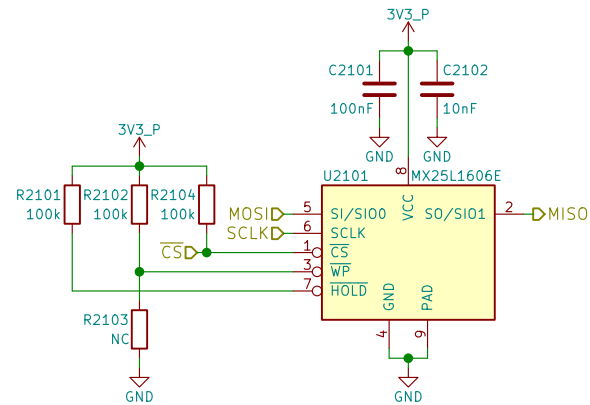 3V3_P
C2101
C2102
100nF
10nF
GND
GND
3V3_P
8
U2101
MX25L1606E
R2101
R2102
R2104
100k
100k
100k
VCC
MOSI
5
SI/SIO0
SO/SIO1
2
MISO
SCLK
6
SCLK
CS
1
CS
3
WP
7
HOLD
GND
PAD
R2103
NC
4
9
GND
GND